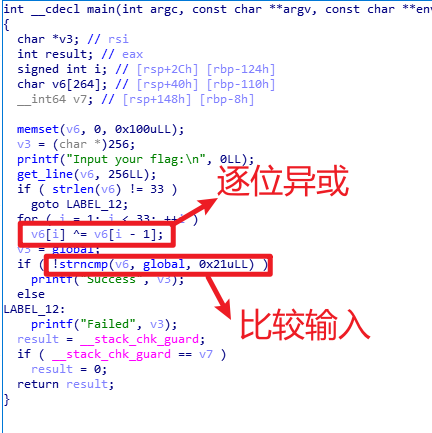 int __cdecl main(int argc, const char **argv, const char **env
{
char *v3; // rsi
int result; // eax
signed int i; // [rsp+2Ch] [rbp-124h]
char v6[264]; // [rsp+40h] [rbp-110h]
__int64 v7; // [rsp+148h] [rbp-8h]
memset(v6, 0, 0x100uLL);
v3 = (char *)256;
printf("Input your flag:\n", 0LL);
get_line(v6, 256LL);
if ( strlen(v6) != 33 )
goto LABEL_12;
for ( i = 1; i < 33; ++i )
v6[i] ^= v6[i - 1];
v3 = global;
if ( !strncmp(v6, global, 0x21uLL) )
printf("Success", v3);
else
LABEL_12:
printf("Failed", v3);
result = __stack_chk_guard;
if ( __stack_chk_guard == v7 )
result = 0;
return result;
}
逐位异或
比较输入